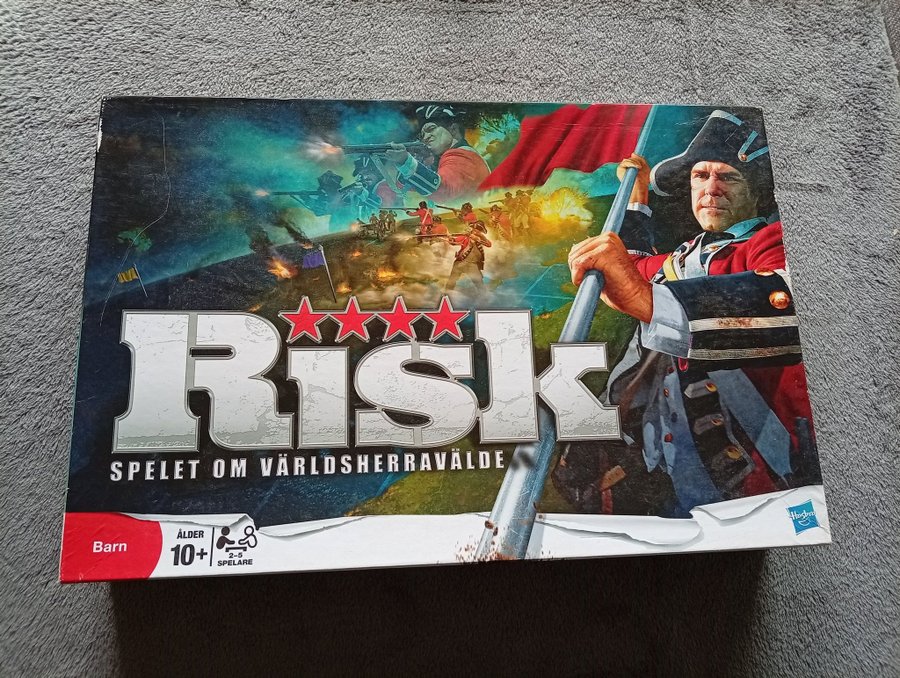 RiSk
SPELET OM VÄRLDSHERRAVÄLDE
Barn
ÅLDER
10+
2-5
SPELARE
Hasbro